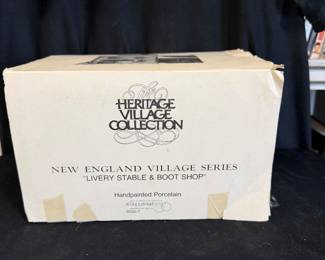 HERITAGE
VILLAGE
COLLECTION
NEW ENGLAND VILLAGE SERIES
"LIVERY STABLE & BOOT SHOP"
Handpainted Porcelain